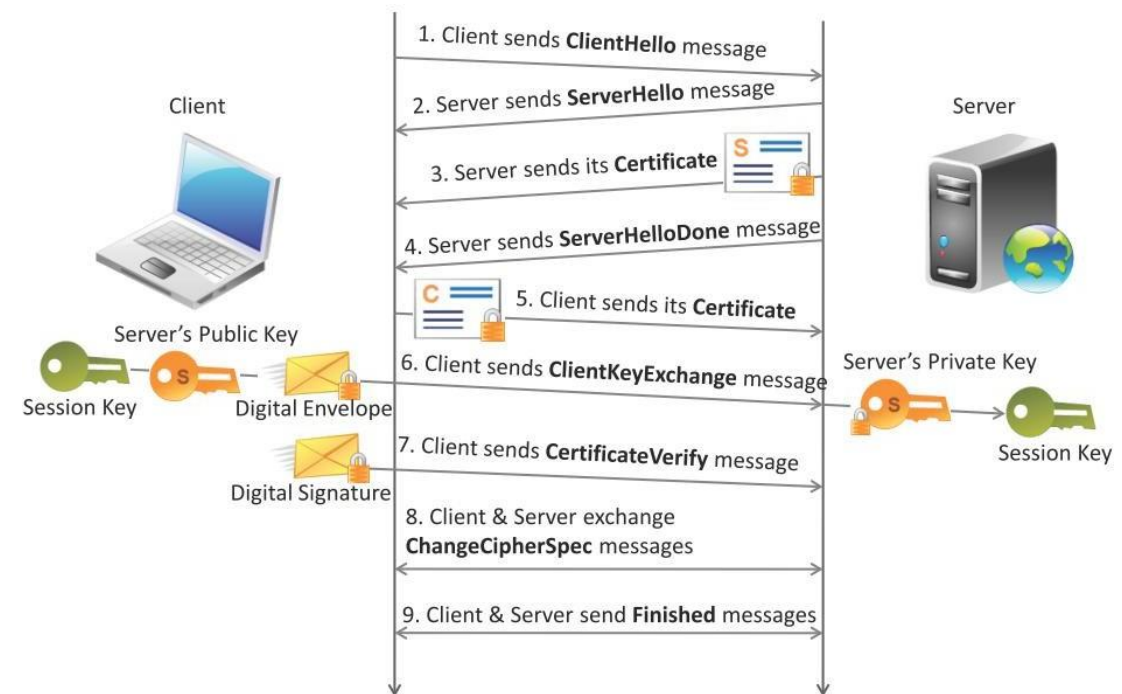 1. Client sends ClientHello message
2. Server sends ServerHello message
Client
Server
S
3. Server sends its Certificate
4. Server sends ServerHelloDone message
C
5. Client sends its Certificate
Server's Public Key
6. Client sends ClientKeyExchange message
Server's Private Key
S
S
Session Key
Digital Envelope
Session Key
7. Client sends CertificateVerify message
Digital Signature
8. Client & Server exchange
ChangeCipherSpec messages
9. Client & Server send Finished messages